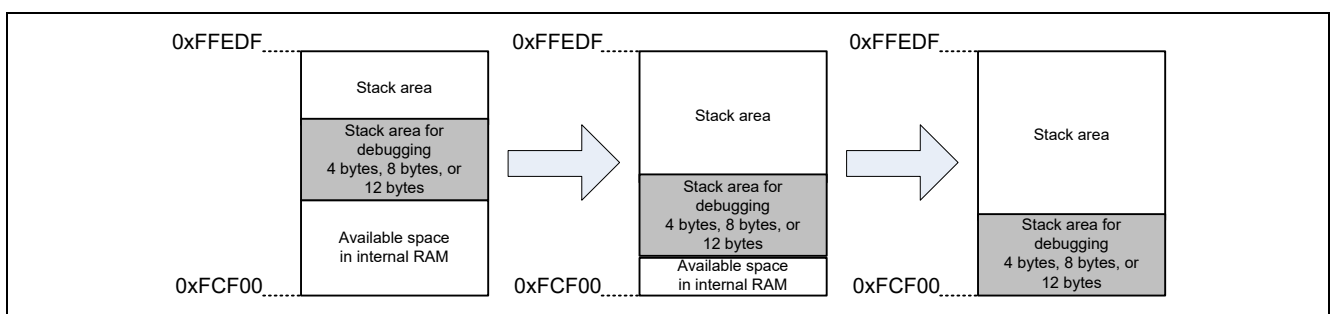 0xFFEDF
Stack area
Stack area for
debugging
4 bytes, 8 bytes, or
12 bytes
Available space
in internal RAM
0xFCF00
0xFFEDF
Stack area
Stack area for
debugging
4 bytes, 8 bytes, or
12 bytes
Available space
in internal RAM
0xFCF00
0xFFEDF
Stack area
Stack area for
debugging
4 bytes, 8 bytes, or
12 bytes
0xFCF00